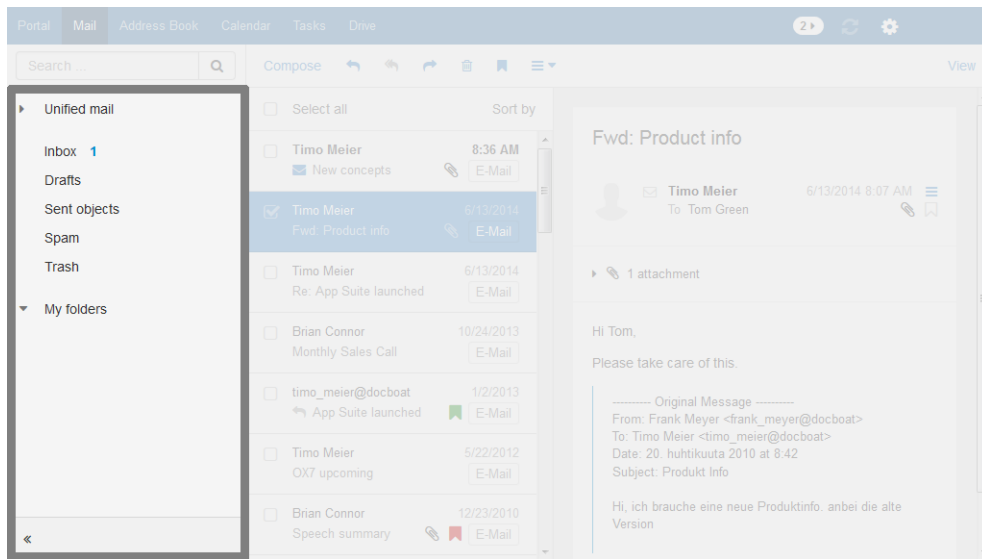 Portal Mail Address Book Calendar Tasks Drive 2
Search ...
Compose View
Unified mail
Inbox 1
Drafts
Sent objects
Spam
Trash
My folders
«
Select all Sort by
Timo Meier 8:36 AM
New concepts E-Mail
Timo Meier 6/13/2014
Fwd: Product info E-Mail
Timo Meier 6/13/2014
Re: App Suite launched E-Mail
Brian Connor 10/24/2013
Monthly Sales Call E-Mail
timo_meier@docboat 1/2/2013
App Suite launched E-Mail
Timo Meier 5/22/2012
OX7 upcoming E-Mail
Brian Connor 12/23/2010
Speech summary E-Mail
Fwd: Product info
Timo Meier 6/13/2014 8:07 AM
To Tom Green
1 attachment
Hi Tom,
Please take care of this.
---------- Original Message ----------
From: Frank Meyer <frank_meyer@docboat>
To: Timo Meier <timo_meier@docboat>
Date: 20. huhtikuuta 2010 at 8:42
Subject: Produkt Info
Hi, ich brauche eine neue Produktinfo. anbei die alte
Version